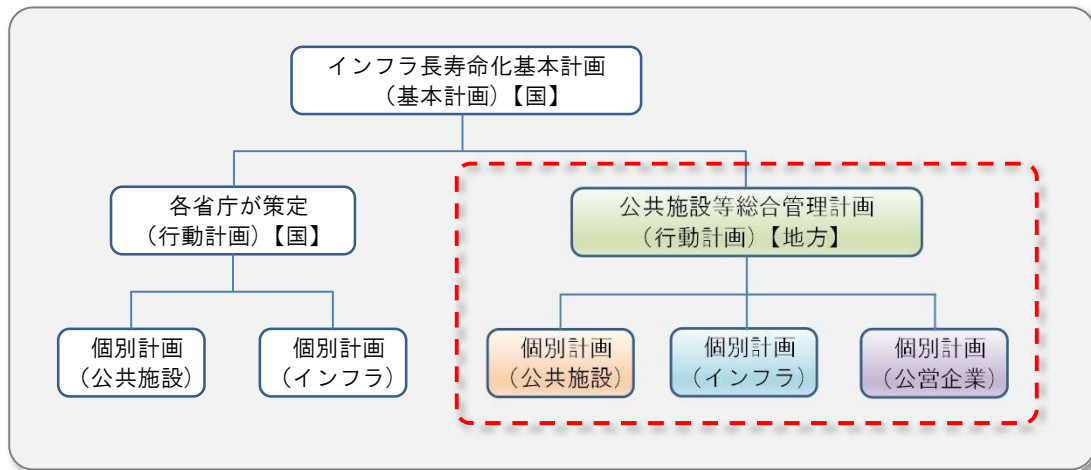 インフラ長寿命化基本計画
(基本計画)【国】
各省庁が策定
(行動計画)【国】
公共施設等総合管理計画
(行動計画)【地方】
個別計画
(公共施設)
個別計画
(インフラ)
個別計画
(公共施設)
個別計画
(インフラ)
個別計画
(公営企業)